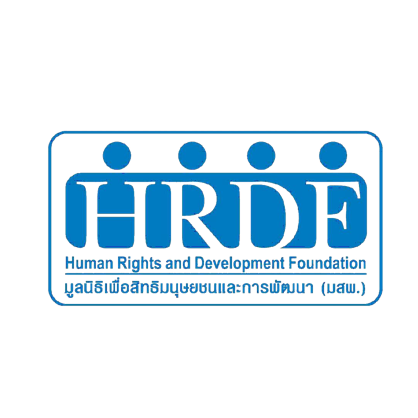 HRDF
Human Rights and Development Foundation
มูลนิธิเพื่อสิทธิมนุษยชนและการพัฒนา (มสพ.)